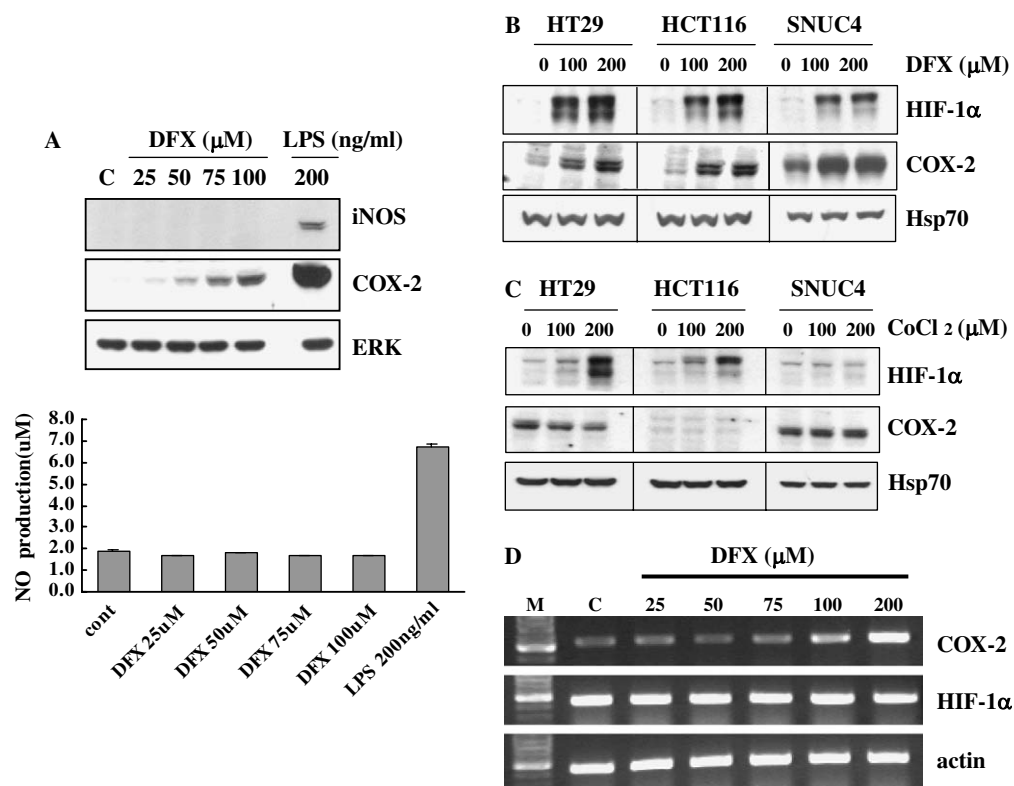 A
DFX (μM) LPS (ng/ml)
C 25 50 75 100 200
iNOS
COX-2
ERK
NO production(uM)
8.0
7.0
6.0
5.0
4.0
3.0
2.0
1.0
0.0
cont
DFX 25uM
DFX 50uM
DFX 75uM
DFX 100uM
LPS 200ng/ml
B
HT29 HCT116 SNUC4
0 100 200 0 100 200 0 100 200 DFX (μM)
HIF-1α
COX-2
Hsp70
C
HT29 HCT116 SNUC4
0 100 200 0 100 200 0 100 200 CoCl 2 (μM)
HIF-1α
COX-2
Hsp70
D
DFX (μM)
M C 25 50 75 100 200
COX-2
HIF-1α
actin